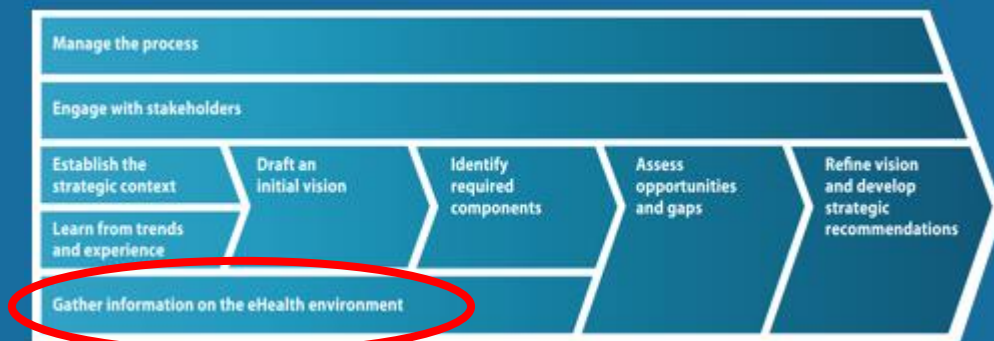 Manage the process
Engage with stakeholders
Establish the
strategic context
Draft an
initial vision
Identify
required
components
Assess
opportunities
and gaps
Refine vision
and develop
strategic
recommendations
Learn from trends
and experience
Gather information on the eHealth environment